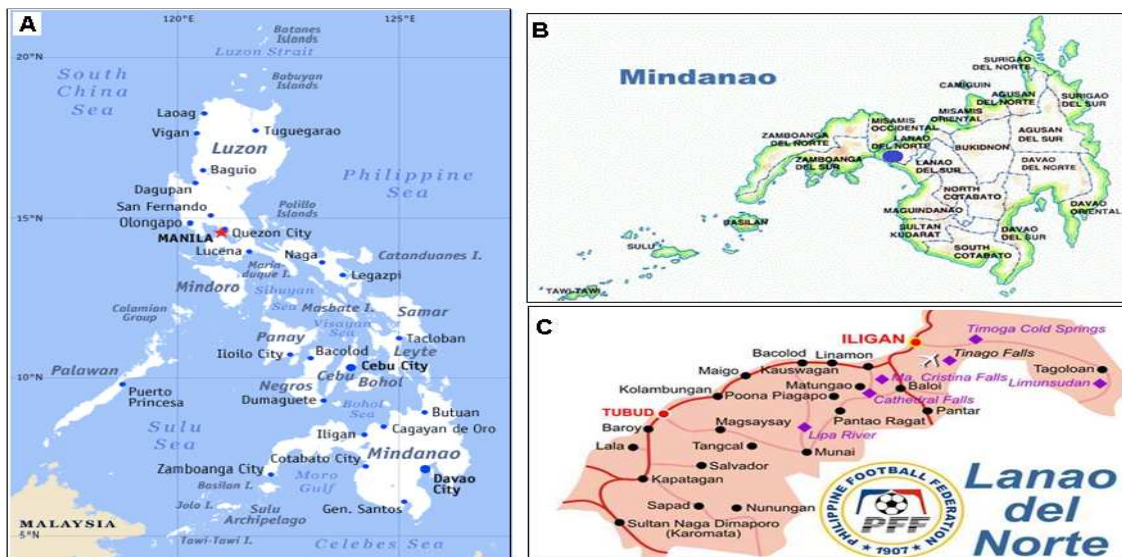 A
120°E
125°E
Batanes
Islands
Luzon Strait
20°N
South
China
Sea
Babuyan
Islands
Laoag
Vigan
Tuguegarao
Luzon
Baguio
Philippine
Sea
Dagupan
San Fernando
Polillo
Islands
Olongapo
15°N
MANILA
Quezon City
Lucena
Naga
Catanduanes I.
Marin-
duque I.
Legazpi
Mindoro
Sibuyan
Sea
Calamian
Group
Masbate I.
Samar
Visayan
Sea
Panay
Tacloban
Iloilo City
Bacolod
Leyte
Cebu City
Palawan
10°N
Cebu
Bohol
Negros
Puerto
Princesa
Dumaguete
Bohol
Sea
Butuan
Sulu
Sea
Iligan
Cagayan de Oro
Cotabato City
Mindanao
Zamboanga City
Moro
Gulf
Davao
City
Basilan I.
Jolo I.
Sulu
Archipelago
Gen. Santos
MALAYSIA
5°N
Tawi-Tawi I.
Celebes Sea
B
Mindanao
SURIGAO
DEL NORTE
CAMIGUIN
AGUSAN
DEL NORTE
SURIGAO
DEL SUR
MISAMIS
ORIENTAL
MISAMIS
OCCIDENTAL
ZAMBOANGA
DEL NORTE
LANAO
DEL NORTE
AGUSAN
DEL SUR
BUKIDNON
ZAMBOANGA
DEL SUR
LANAO
DEL SUR
DAVAO
DEL NORTE
NORTH
COTABATO
MAGUINDANAO
DAVAO
ORIENTAL
BASILAN
SULTAN
KUDARAT
DAVAO
DEL SUR
SULU
SOUTH
COTABATO
TAWI-TAWI
C
Timoga Cold Springs
ILIGAN
Bacolod
Linamon
Tinago Falls
Kauswagan
Tagoloan
Maigo
Ma. Cristina Falls
Limunsudan
Matungao
Baloi
Kolambungan
Poona Piagapo
Cathedral Falls
TUBUD
Pantar
Pantao Ragat
Baroy
Magsaysay
Lipa River
Lala
Tangcal
Munai
Salvador
Kapatagan
Sapad
Nunungan
Sultan Naga Dimaporo
(Karomata)
PHILIPPINE FOOTBALL FEDERATION
PFF
1907
Lanao
del
Norte